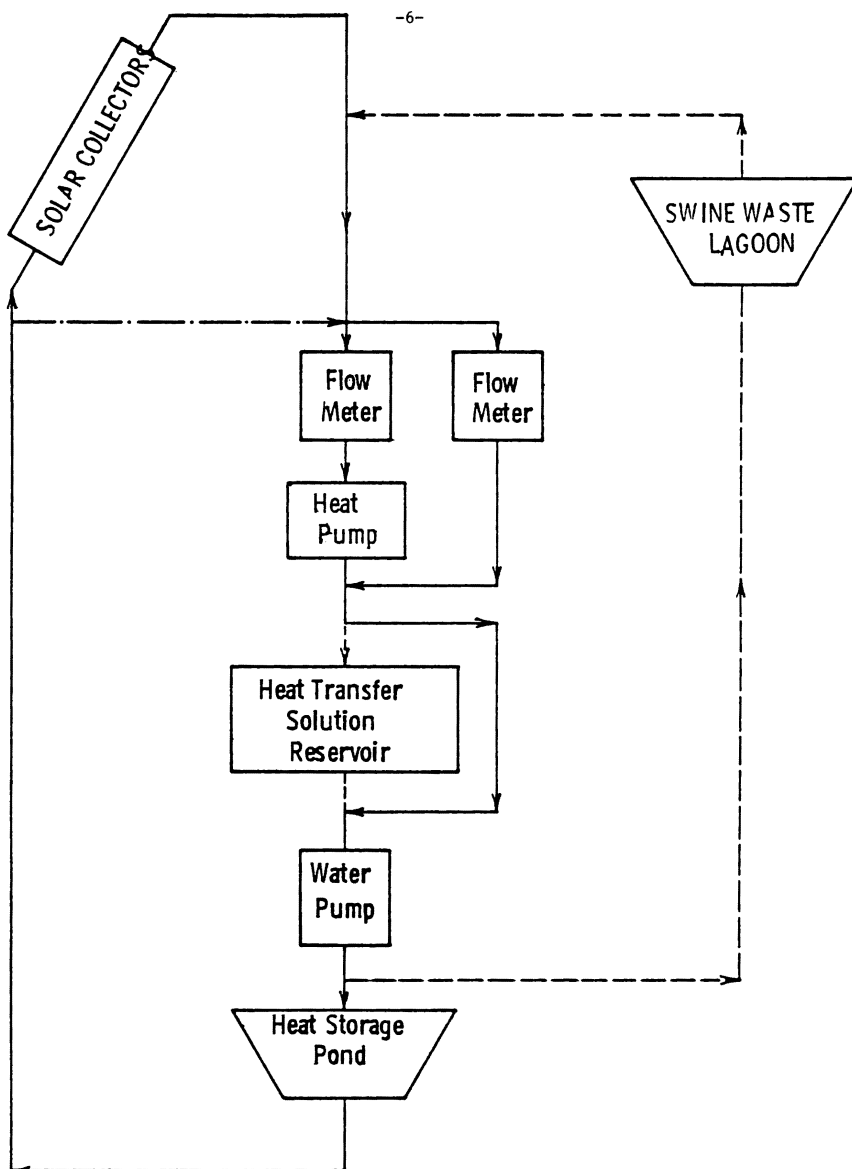 -6-
SOLAR COLLECTORS
SWINE WASTE
LAGOON
Flow
Meter
Flow
Meter
Heat
Pump
Heat Transfer
Solution
Reservoir
Water
Pump
Heat Storage
Pond